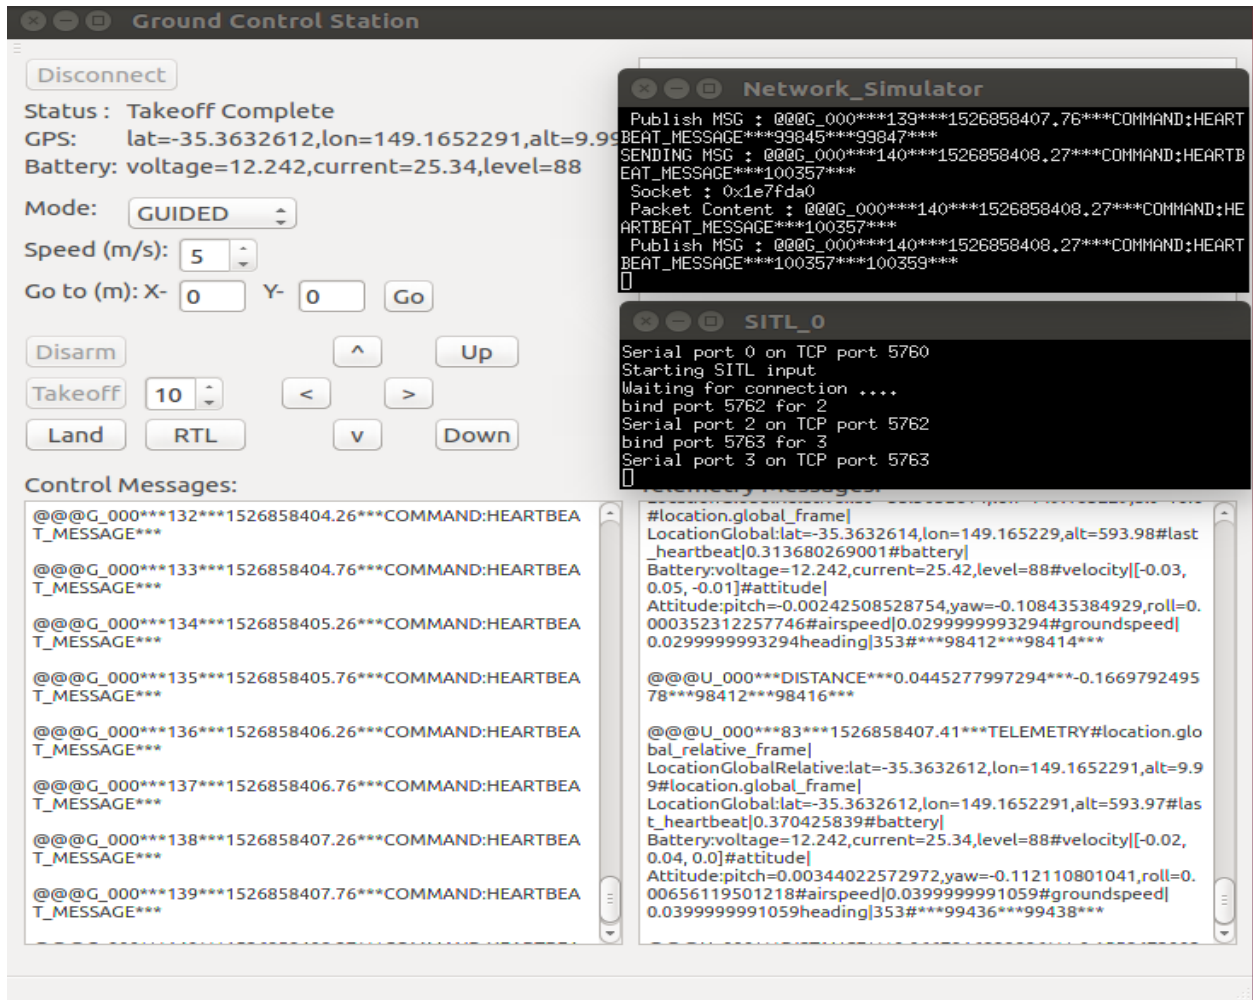 Ground Control Station
Disconnect
Status : Takeoff Complete
GPS: lat=-35.3632612,lon=149.1652291,alt=9.99
Battery: voltage=12.242,current=25.34,level=88
Mode: GUIDED
Speed (m/s): 5
Go to (m): X- 0 Y- 0 Go
Disarm ^ Up
Takeoff 10 < >
Land RTL v Down
Network_Simulator
Publish MSG : @@@G_000***139***1526858407.76***COMMAND:HEART
BEAT_MESSAGE***99845***99847***
SENDING MSG : @@@G_000***140***1526858408.27***COMMAND:HEARTB
EAT_MESSAGE***100357***
Socket : 0x1e7fda0
Packet Content : @@@G_000***140***1526858408.27***COMMAND:HE
ARTBEAT_MESSAGE***100357***
Publish MSG : @@@G_000***140***1526858408.27***COMMAND:HEART
BEAT_MESSAGE***100357***100359***
SITL_0
Serial port 0 on TCP port 5760
Starting SITL input
Waiting for connection ....
bind port 5762 for 2
Serial port 2 on TCP port 5762
bind port 5763 for 3
Serial port 3 on TCP port 5763
Control Messages:
@@@G_000***132***1526858404.26***COMMAND:HEARTBEA
T_MESSAGE***
@@@G_000***133***1526858404.76***COMMAND:HEARTBEA
T_MESSAGE***
@@@G_000***134***1526858405.26***COMMAND:HEARTBEA
T_MESSAGE***
@@@G_000***135***1526858405.76***COMMAND:HEARTBEA
T_MESSAGE***
@@@G_000***136***1526858406.26***COMMAND:HEARTBEA
T_MESSAGE***
@@@G_000***137***1526858406.76***COMMAND:HEARTBEA
T_MESSAGE***
@@@G_000***138***1526858407.26***COMMAND:HEARTBEA
T_MESSAGE***
@@@G_000***139***1526858407.76***COMMAND:HEARTBEA
T_MESSAGE***
Telemetry Messages:
#location.global_frame|
LocationGlobal:lat=-35.3632614,lon=149.165229,alt=593.98#last
_heartbeat|0.313680269001#battery|
Battery:voltage=12.242,current=25.42,level=88#velocity|[-0.03,
0.05, -0.01]#attitude|
Attitude:pitch=-0.00242508528754,yaw=-0.108435384929,roll=0.
000352312257746#airspeed|0.0299999993294#groundspeed|
0.0299999993294heading|353#***98412***98414***
@@@U_000***DISTANCE***0.0445277997294***-0.1669792495
78***98412***98416***
@@@U_000***83***1526858407.41***TELEMETRY#location.glo
bal_relative_frame|
LocationGlobalRelative:lat=-35.3632612,lon=149.1652291,alt=9.9
9#location.global_frame|
LocationGlobal:lat=-35.3632612,lon=149.1652291,alt=593.97#las
t_heartbeat|0.370425839#battery|
Battery:voltage=12.242,current=25.34,level=88#velocity|[-0.02,
0.04, 0.0]#attitude|
Attitude:pitch=0.00344022572972,yaw=-0.112110801041,roll=0.
00656119501218#airspeed|0.0399999991059#groundspeed|
0.0399999991059heading|353#***99436***99438***